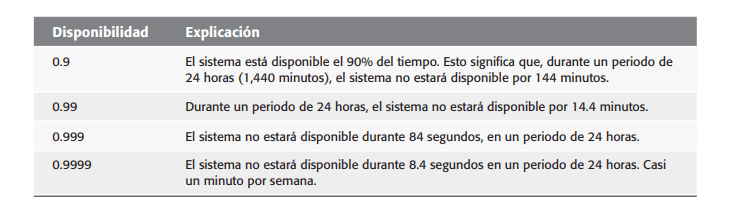 Disponibilidad Explicación
0.9 El sistema está disponible el 90% del tiempo. Esto significa que, durante un periodo de
24 horas (1,440 minutos), el sistema no estará disponible por 144 minutos.
0.99 Durante un periodo de 24 horas, el sistema no estará disponible por 14.4 minutos.
0.999 El sistema no estará disponible durante 84 segundos, en un periodo de 24 horas.
0.9999 El sistema no estará disponible durante 8.4 segundos en un periodo de 24 horas. Casi
un minuto por semana.